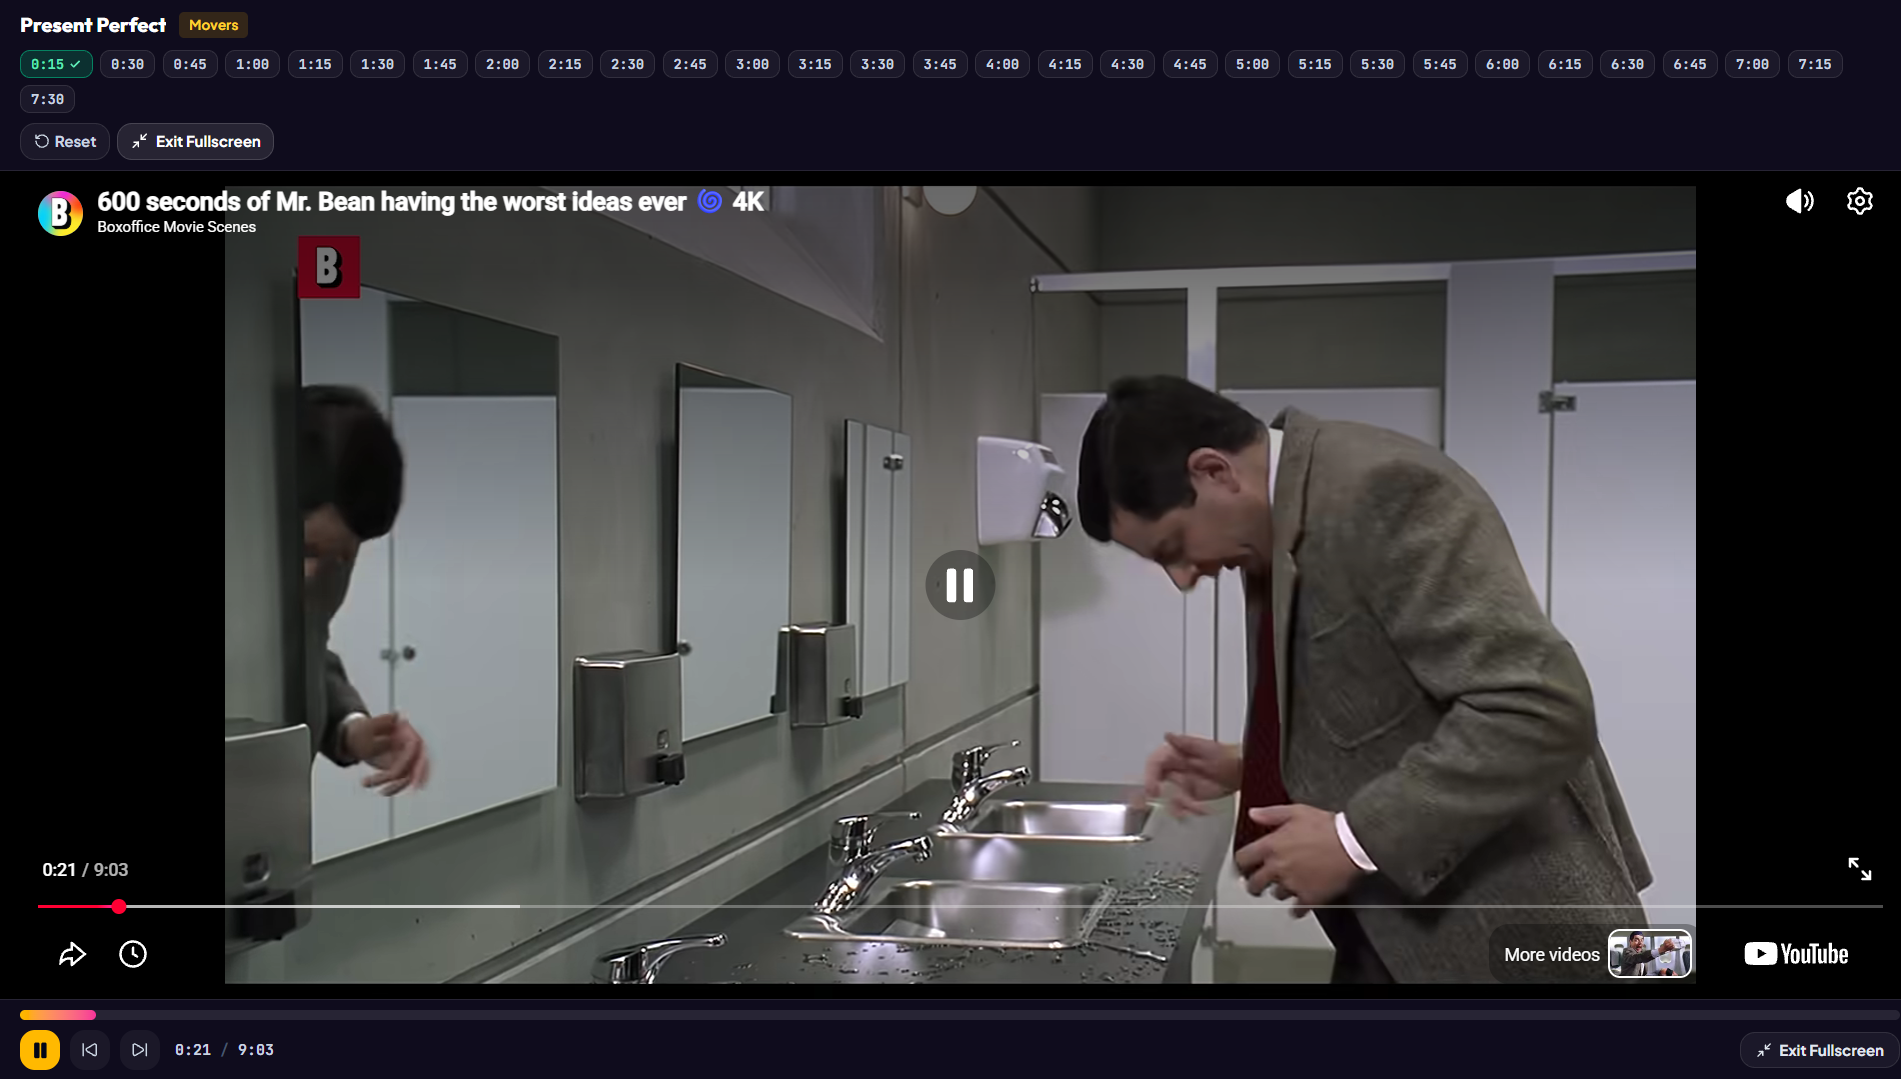 Present Perfect Movers
0:15 0:30 0:45 1:00 1:15 1:30 1:45 2:00 2:15 2:30 2:45 3:00 3:15 3:30 3:45 4:00 4:15 4:30 4:45 5:00 5:15 5:30 5:45 6:00 6:15 6:30 6:45 7:00 7:15
7:30
Reset Exit Fullscreen
B 600 seconds of Mr. Bean having the worst ideas ever 🌀 4K
Boxoffice Movie Scenes
B
0:21 / 9:03
More videos YouTube
0:21 / 9:03 Exit Fullscreen